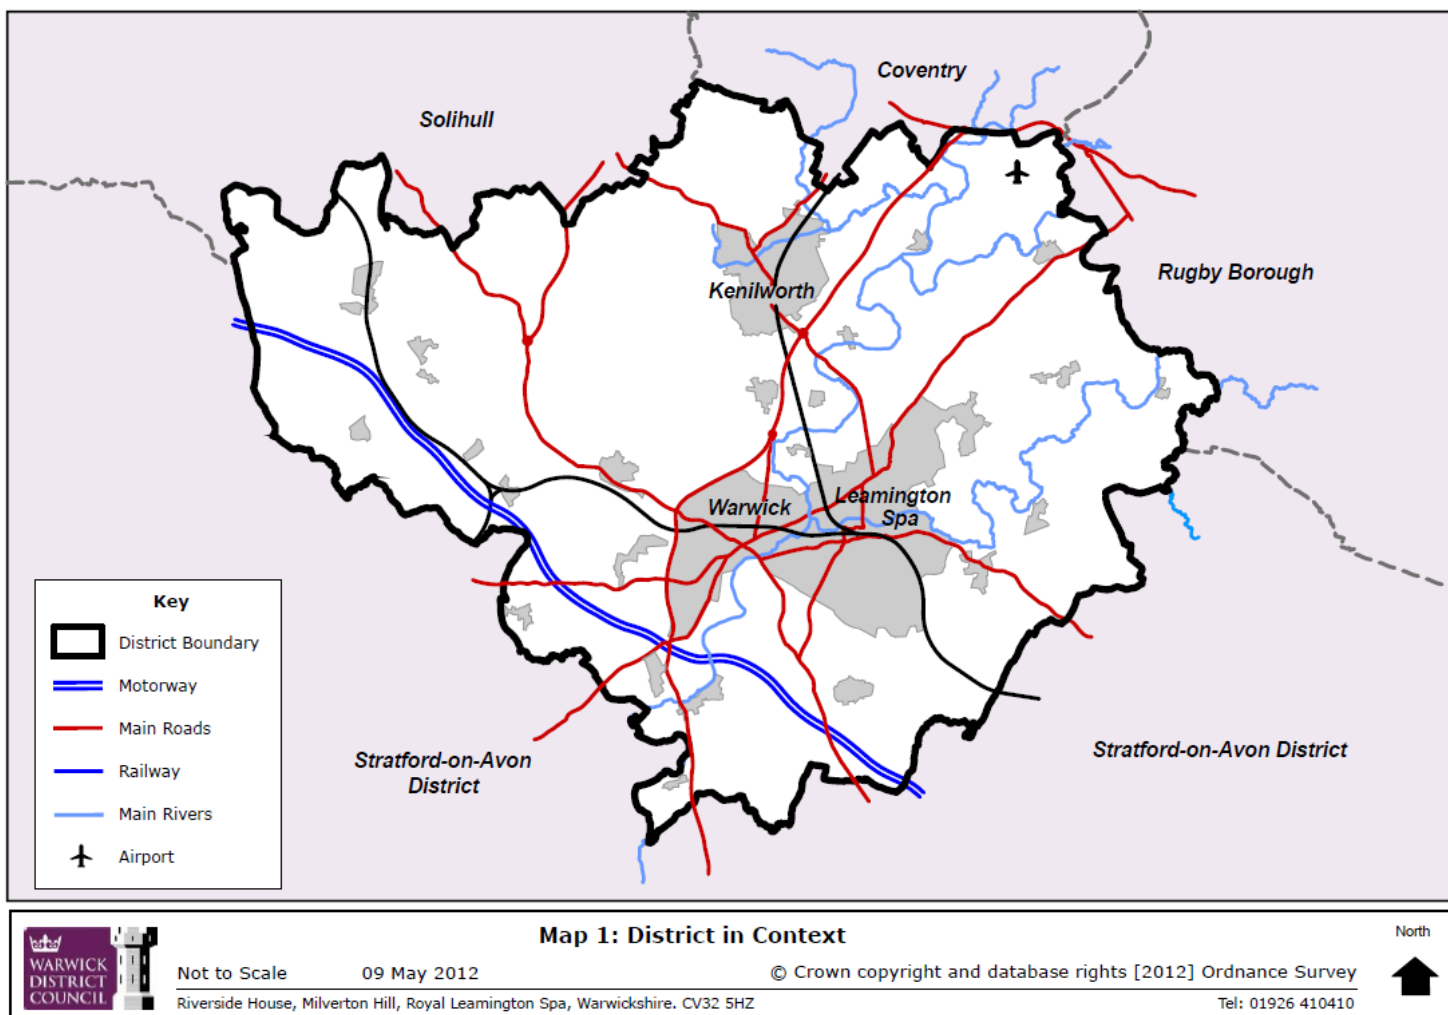 Coventry
Solihull
Rugby Borough
Kenilworth
Warwick
Leamington
Spa
Stratford-on-Avon
District
Stratford-on-Avon District
Key
District Boundary
Motorway
Main Roads
Railway
Main Rivers
Airport
WARWICK
DISTRICT
COUNCIL
Map 1: District in Context
North
Not to Scale 09 May 2012 © Crown copyright and database rights [2012] Ordnance Survey
Riverside House, Milverton Hill, Royal Leamington Spa, Warwickshire. CV32 5HZ Tel: 01926 410410